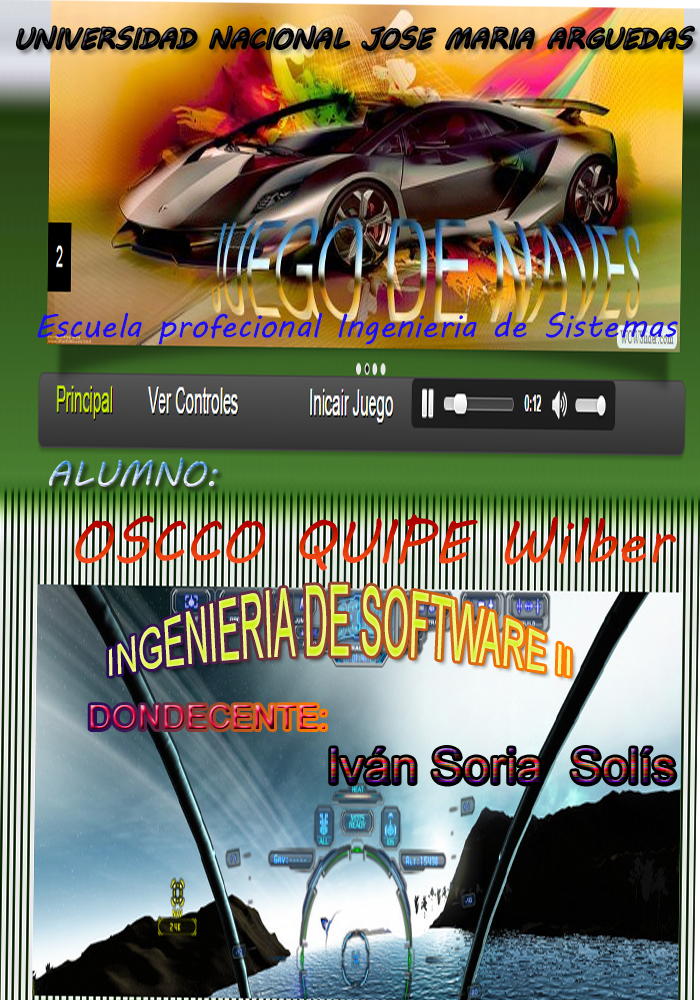 UNIVERSIDAD NACIONAL JOSE MARIA ARGUEDAS
2
JUEGO DE NAVES
Escuela profecional Ingenieria de Sistemas
Principal Ver Controles Inicair Juego 0:12
ALUMNO:
OSCCO QUIPE Wilber
INGENIERIA DE SOFTWARE II
DONDECENTE:
Iván Soria Solís
HEAT